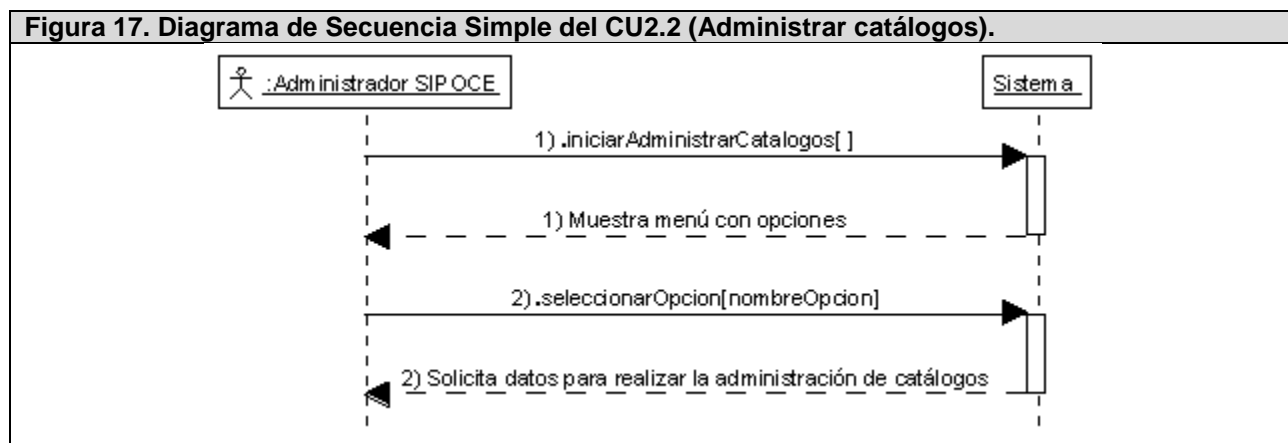 Figura 17. Diagrama de Secuencia Simple del CU2.2 (Administrar catálogos).
:Administrador SIPOCE
Sistema
1) .iniciarAdministrarCatalogos[ ]
1) Muestra menú con opciones
2).seleccionarOpcion[nombreOpcion]
2) Solicita datos para realizar la administración de catálogos